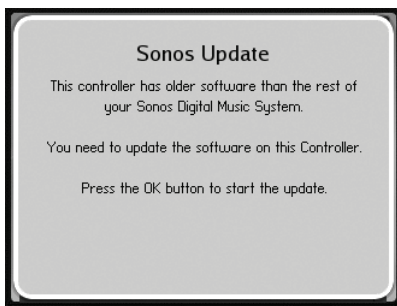 Sonos Update
This controller has older software than the rest of
your Sonos Digital Music System.
You need to update the software on this Controller.
Press the OK button to start the update.